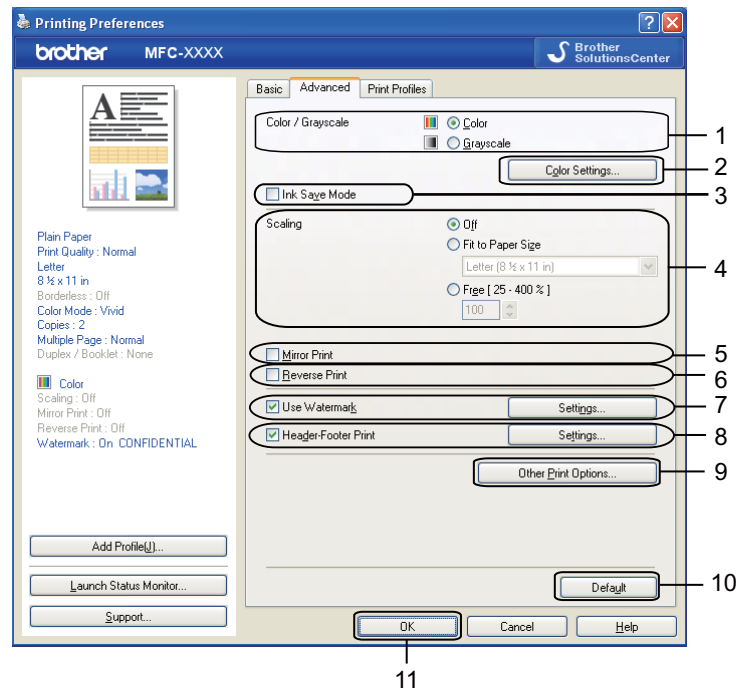 Printing Preferences
brother MFC-XXXX
Brother
SolutionsCenter
A
Plain Paper
Print Quality : Normal
Letter
8 ½ x 11 in
Borderless : Off
Color Mode : Vivid
Copies : 2
Multiple Page : Normal
Duplex / Booklet : None
Color
Scaling : Off
Mirror Print : Off
Reverse Print : Off
Watermark : On CONFIDENTIAL
Add Profile(J)...
Launch Status Monitor...
Support...
Basic Advanced Print Profiles
Color / Grayscale Color
Grayscale
1
Color Settings...
2
Ink Save Mode
3
Scaling Off
Fit to Paper Size
Letter (8 ½ x 11 in)
Free [ 25 - 400 % ]
100
4
Mirror Print
5
Reverse Print
6
Use Watermark Settings...
7
Header-Footer Print Settings...
8
Other Print Options...
9
Default
10
OK Cancel Help
11